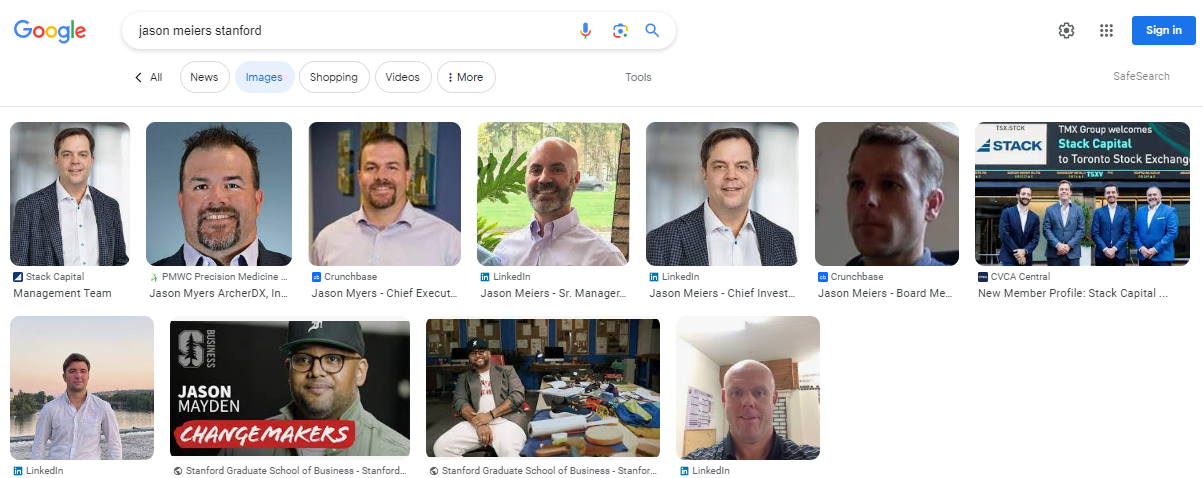 Google
jason meiers stanford
Sign in
All
News
Images
Shopping
Videos
More
Tools
SafeSearch
TSX:STCK
STACK
TMX Group welcomes
Stack Capital
to Toronto Stock Exchang
TSXV
Stack Capital
Management Team
PMWC Precision Medicine ...
Jason Myers ArcherDX, In...
Crunchbase
Jason Myers - Chief Execut...
LinkedIn
Jason Meiers - Sr. Manager...
LinkedIn
Jason Meiers - Chief Invest...
Crunchbase
Jason Meiers - Board Me...
CVCA Central
New Member Profile: Stack Capital ...
S
BUSINESS
JASON
MAYDEN
CHANGEMAKERS
LinkedIn
Stanford Graduate School of Business - Stanford...
Stanford Graduate School of Business - Stanfor...
LinkedIn